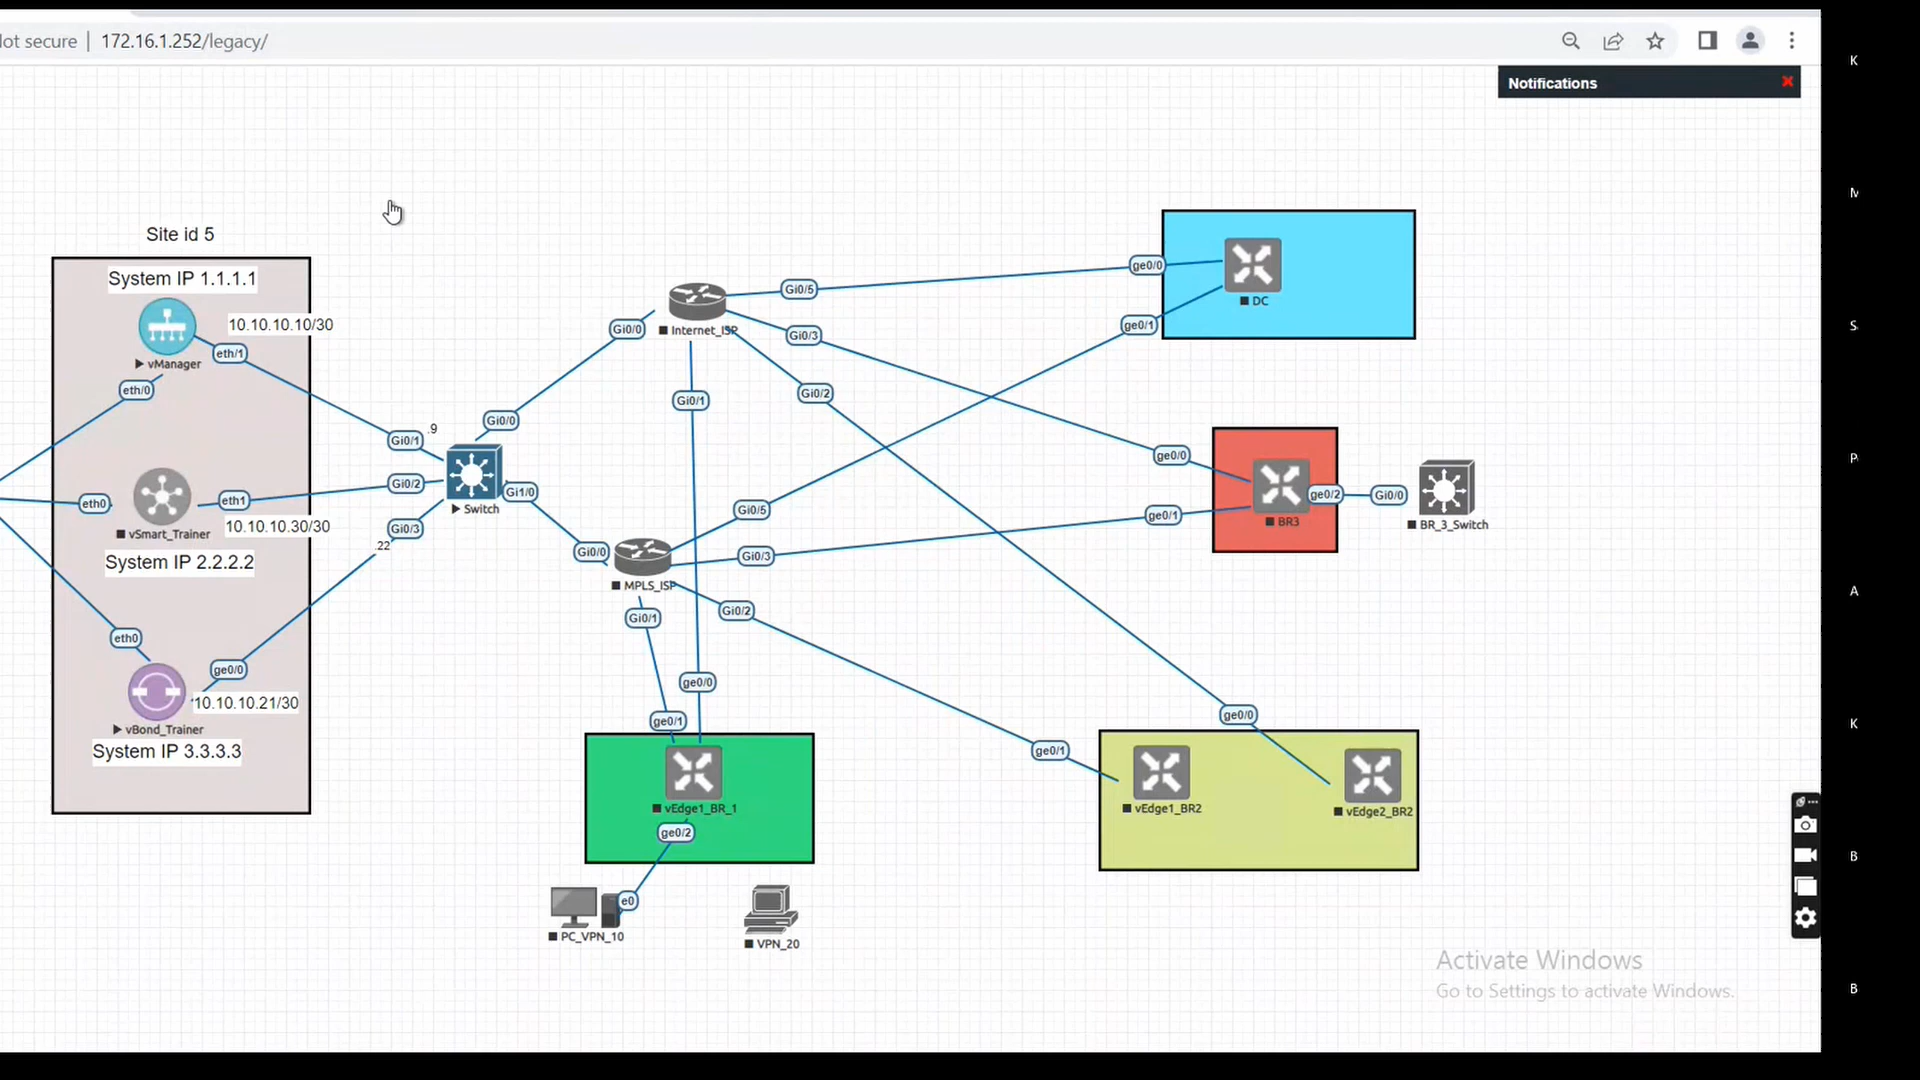 lot secure | 172.16.1.252/legacy/
Notifications
Site id 5
System IP 1.1.1.1
10.10.10.10/30
eth/1
vManager
eth/0
Gi0/1
.9
eth0
eth1
Gi0/2
vSmart_Trainer
10.10.10.30/30
System IP 2.2.2.2
Gi0/3
.22
eth0
ge0/0
10.10.10.21/30
vBond_Trainer
System IP 3.3.3.3
Gi0/0
Switch
Gi1/0
Gi0/0
Internet_ISP
Gi0/5
Gi0/3
Gi0/2
Gi0/1
Gi0/0
MPLS_ISP
Gi0/5
Gi0/3
Gi0/2
Gi0/1
ge0/0
DC
ge0/1
ge0/0
BR3
ge0/1
ge0/2
Gi0/0
BR_3_Switch
ge0/0
ge0/1
vEdge1_BR_1
ge0/2
e0
PC_VPN_10
VPN_20
ge0/1
vEdge1_BR2
ge0/0
vEdge2_BR2
Activate Windows
Go to Settings to activate Windows.
K
S
P
A
K
B
B